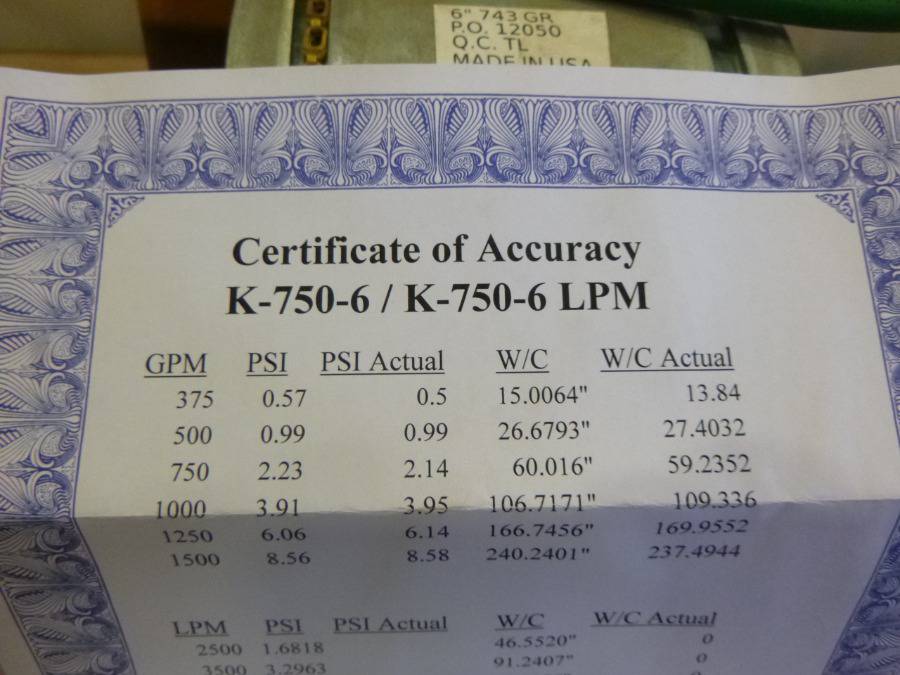 6" 743 GR
P.O. 12050
Q.C. TL
MADE IN USA
Certificate of Accuracy
K-750-6 / K-750-6 LPM
GPM PSI PSI Actual W/C W/C Actual
375 0.57 0.5 15.0064" 13.84
500 0.99 0.99 26.6793" 27.4032
750 2.23 2.14 60.016" 59.2352
1000 3.91 3.95 106.7171" 109.336
1250 6.06 6.14 166.7456" 169.9552
1500 8.56 8.58 240.2401" 237.4944
LPM PSI PSI Actual W/C W/C Actual
2500 1.6818 46.5520" 0
3500 3.2963 91.2407" 0